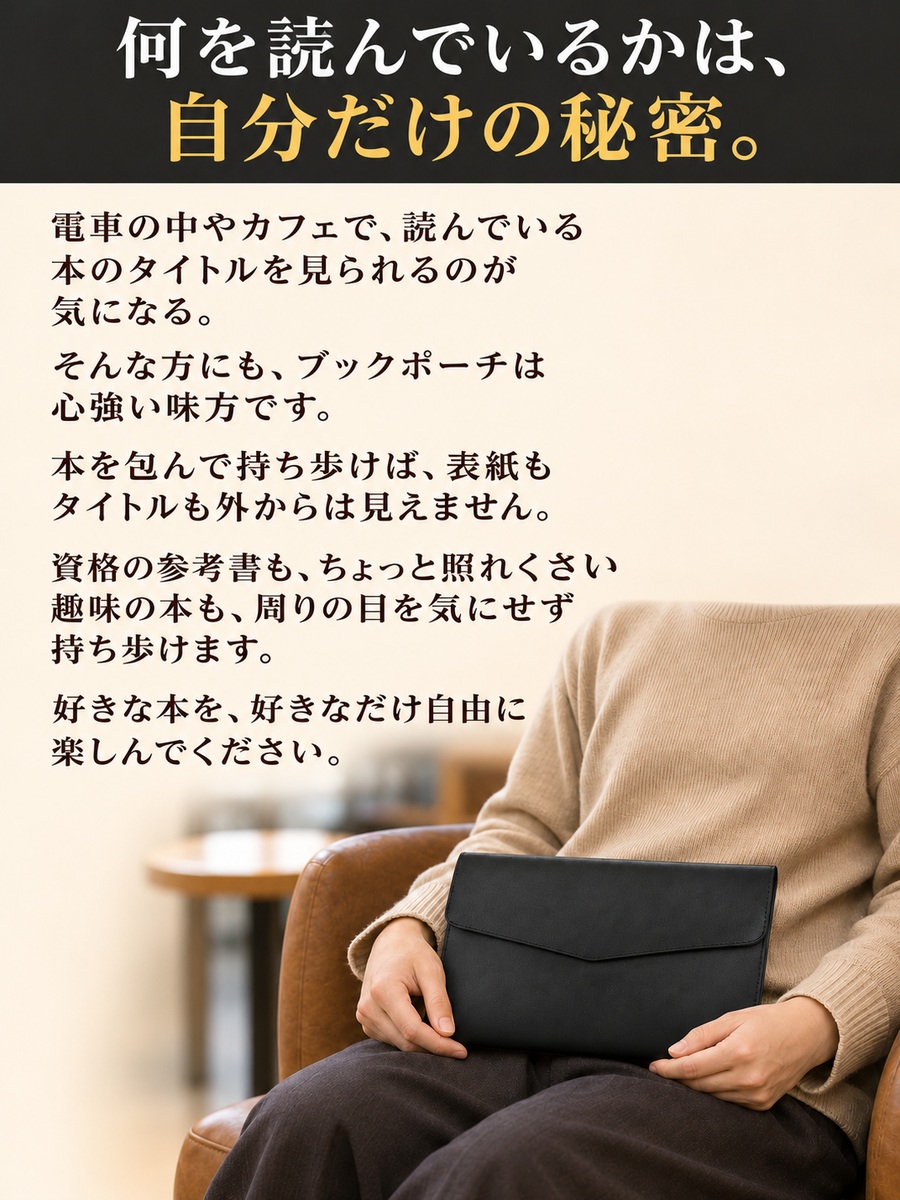 何を読んでいるかは、
自分だけの秘密。
電車の中やカフェで、読んでいる
本のタイトルを見られるのが
気になる。
そんな方にも、ブックポーチは
心強い味方です。
本を包んで持ち歩けば、表紙も
タイトルも外からは見えません。
資格の参考書も、ちょっと照れくさい
趣味の本も、周りの目を気にせず
持ち歩けます。
好きな本を、好きなだけ自由に
楽しんでください。